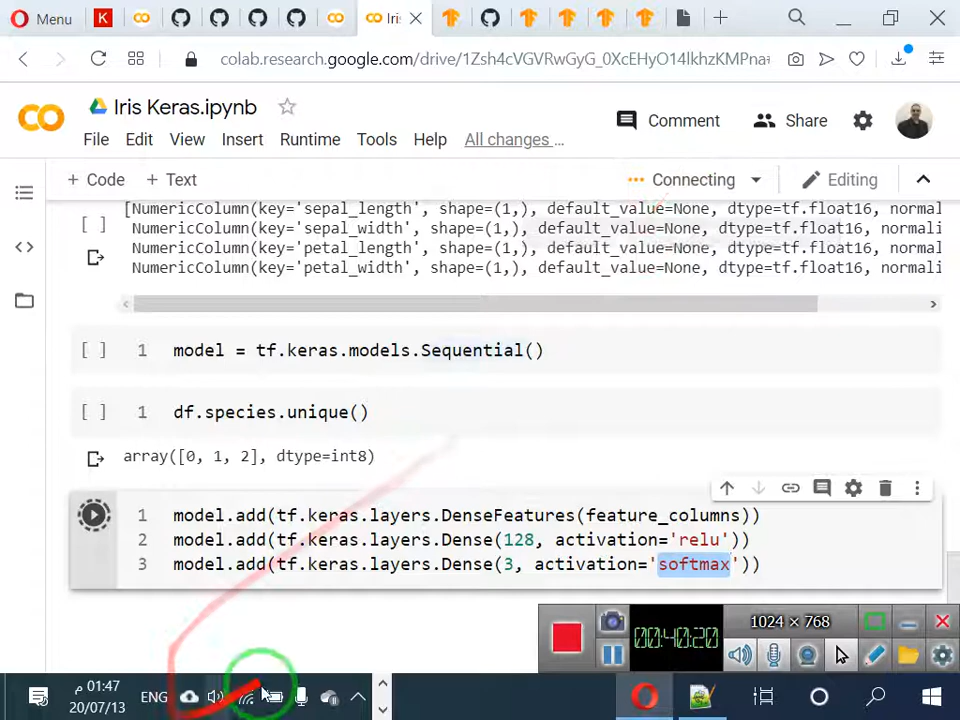 Menu
Iris
colab.research.google.com/drive/1Zsh4cVGVRwGyG_0XcEHyO14lkhzKMPna
Iris Keras.ipynb
File Edit View Insert Runtime Tools Help All changes …
Comment Share
+ Code + Text
Connecting
Editing
[ ] [NumericColumn(key='sepal_length', shape=(1,), default_value=None, dtype=tf.float16, normal
NumericColumn(key='sepal_width', shape=(1,), default_value=None, dtype=tf.float16, normali
NumericColumn(key='petal_length', shape=(1,), default_value=None, dtype=tf.float16, normal
NumericColumn(key='petal_width', shape=(1,), default_value=None, dtype=tf.float16, normali
[ ] 1 model = tf.keras.models.Sequential()
[ ] 1 df.species.unique()
array([0, 1, 2], dtype=int8)
1 model.add(tf.keras.layers.DenseFeatures(feature_columns))
2 model.add(tf.keras.layers.Dense(128, activation='relu'))
3 model.add(tf.keras.layers.Dense(3, activation='softmax'))
00:40:20
1024 × 768
01:47 م
20/07/13
ENG